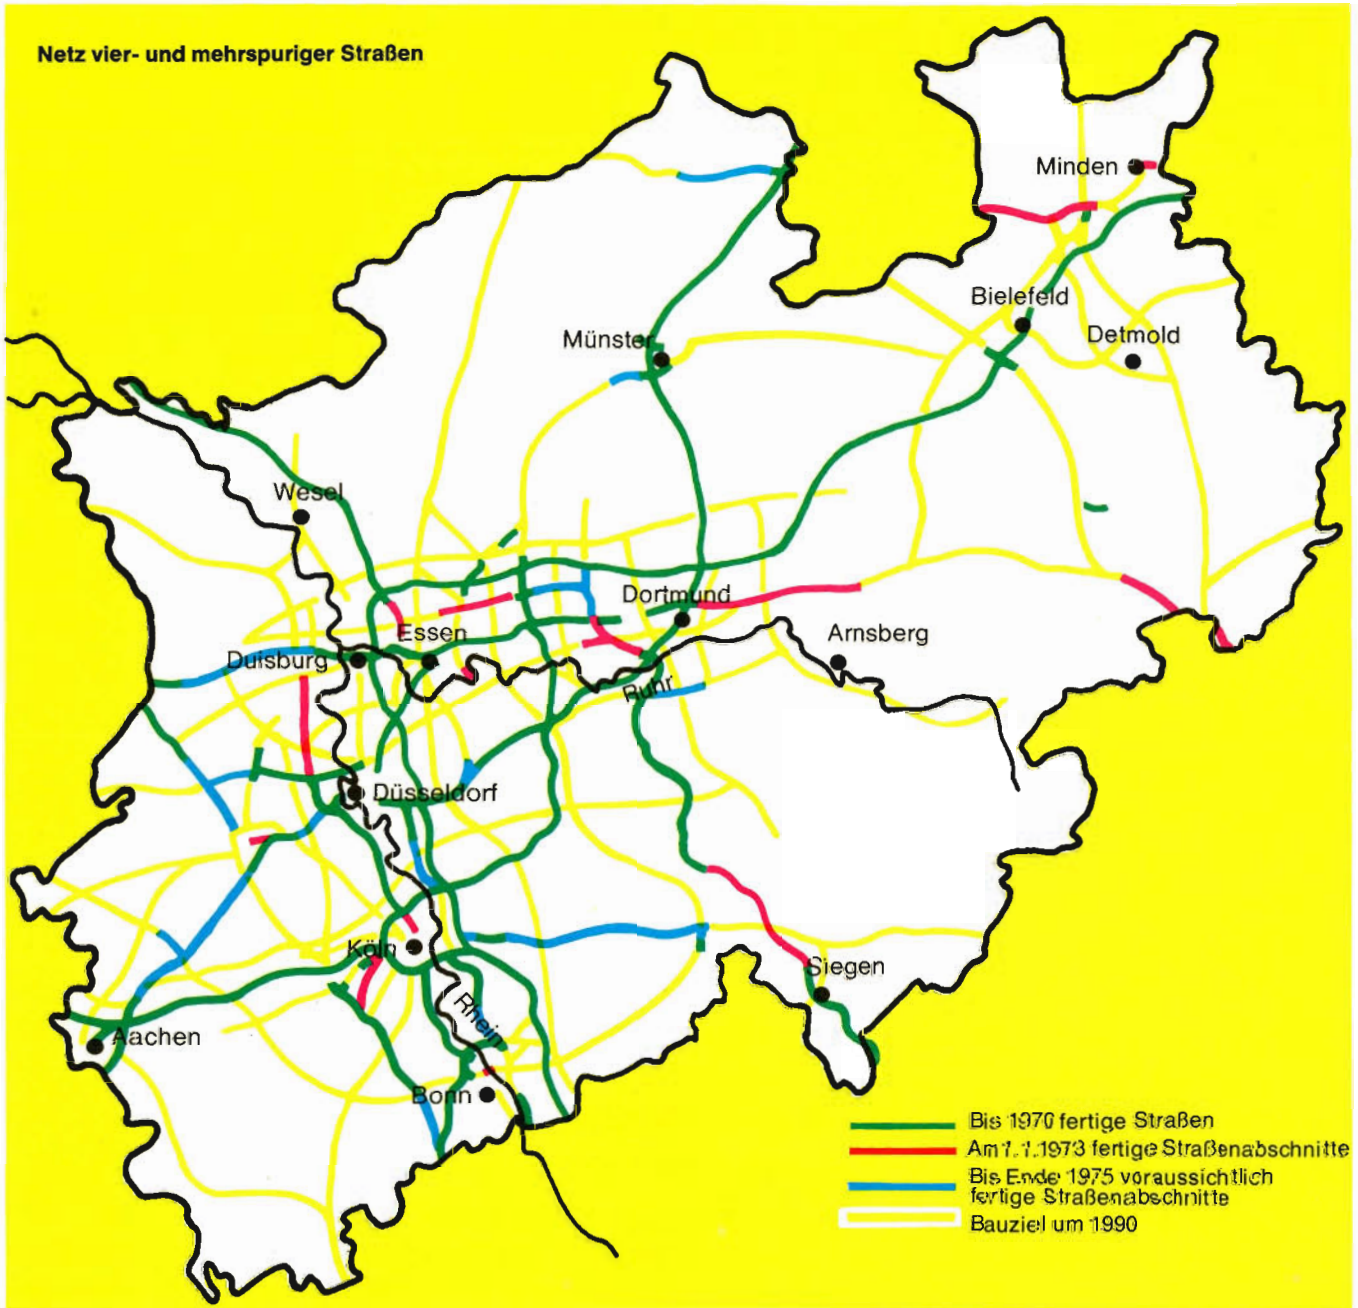 Netz vier- und mehrspuriger Straßen
Minden
Bielefeld
Detmold
Münster
Wesel
Dortmund
Essen
Arnsberg
Duisburg
Ruhr
Düsseldorf
Köln
Siegen
Rhein
Aachen
Bonn
Bis 1970 fertige Straßen
Am 1.1.1973 fertige Straßenabschnitte
Bis Ende 1975 voraussichtlich
fertige Straßenabschnitte
Bauziel um 1990